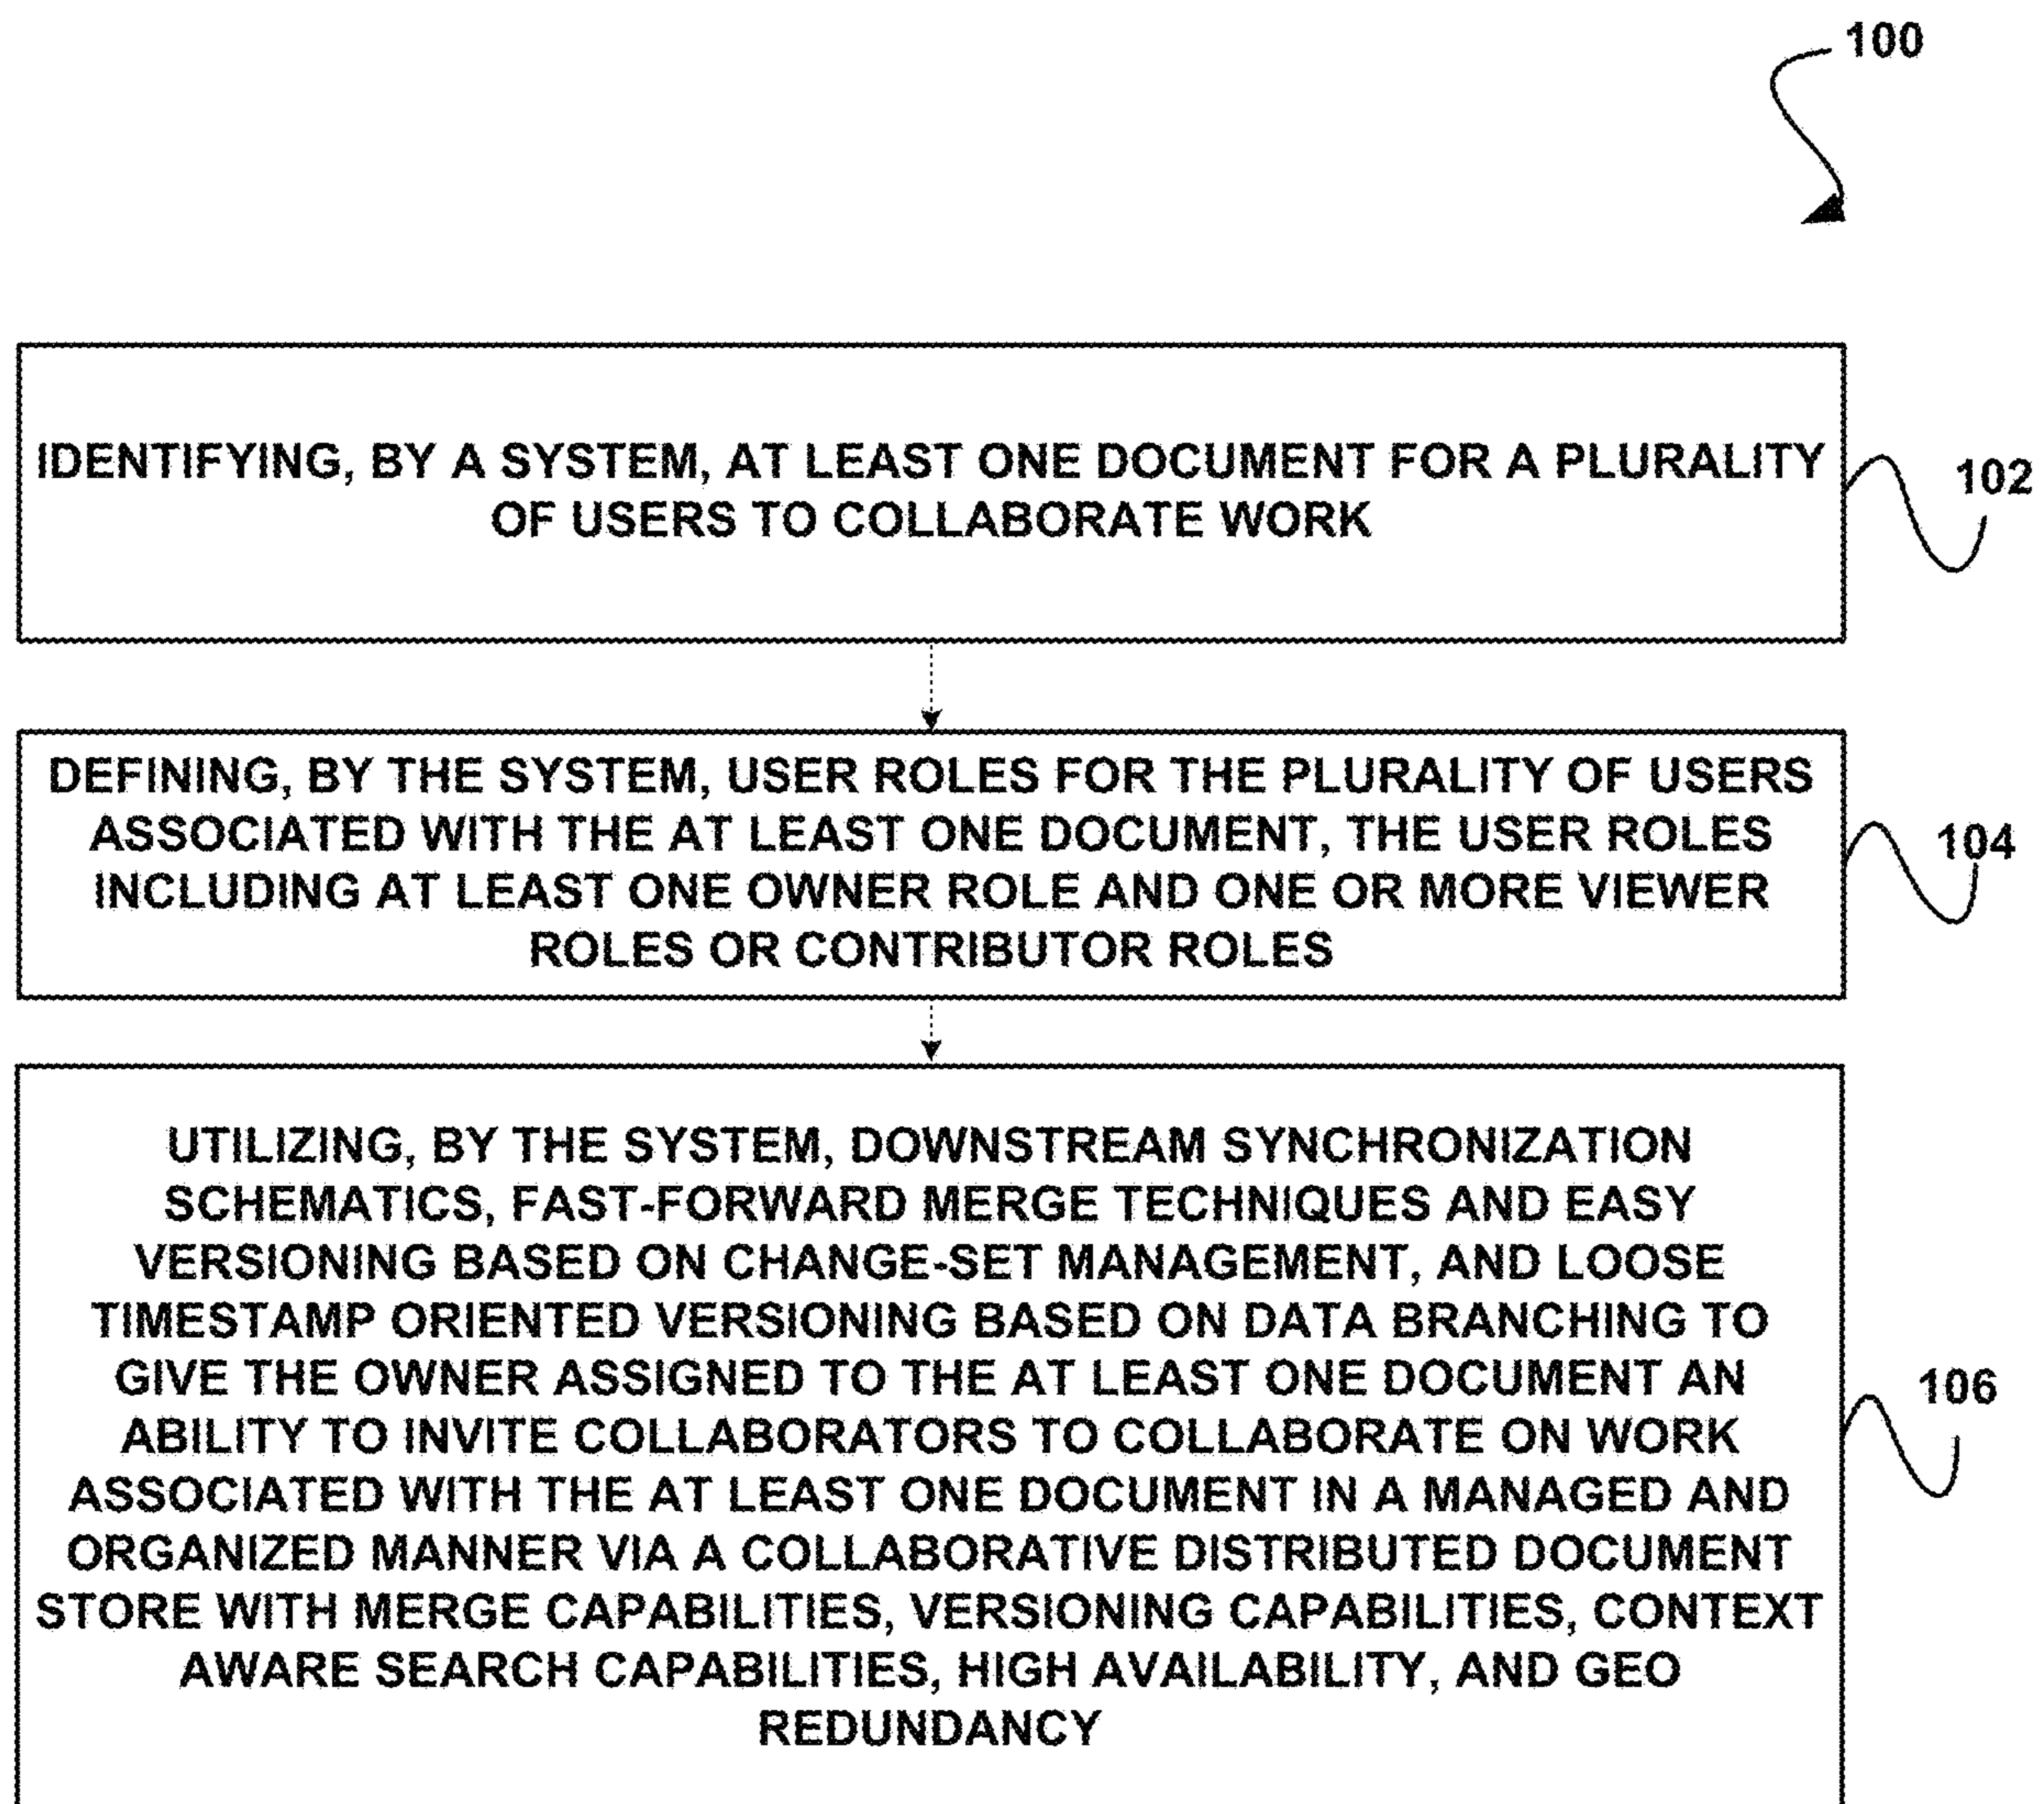 100
IDENTIFYING, BY A SYSTEM, AT LEAST ONE DOCUMENT FOR A PLURALITY
OF USERS TO COLLABORATE WORK
102
DEFINING, BY THE SYSTEM, USER ROLES FOR THE PLURALITY OF USERS
ASSOCIATED WITH THE AT LEAST ONE DOCUMENT, THE USER ROLES
INCLUDING AT LEAST ONE OWNER ROLE AND ONE OR MORE VIEWER
ROLES OR CONTRIBUTOR ROLES
104
UTILIZING, BY THE SYSTEM, DOWNSTREAM SYNCHRONIZATION
SCHEMATICS, FAST-FORWARD MERGE TECHNIQUES AND EASY
VERSIONING BASED ON CHANGE-SET MANAGEMENT, AND LOOSE
TIMESTAMP ORIENTED VERSIONING BASED ON DATA BRANCHING TO
GIVE THE OWNER ASSIGNED TO THE AT LEAST ONE DOCUMENT AN
ABILITY TO INVITE COLLABORATORS TO COLLABORATE ON WORK
ASSOCIATED WITH THE AT LEAST ONE DOCUMENT IN A MANAGED AND
ORGANIZED MANNER VIA A COLLABORATIVE DISTRIBUTED DOCUMENT
STORE WITH MERGE CAPABILITIES, VERSIONING CAPABILITIES, CONTEXT
AWARE SEARCH CAPABILITIES, HIGH AVAILABILITY, AND GEO
REDUNDANCY
106